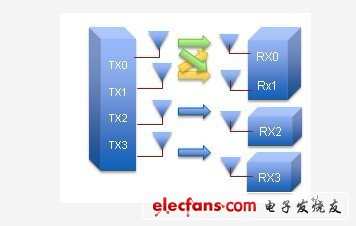 TX0
TX1
TX2
TX3
RX0
Rx1
RX2
RX3
elecfans.com 电子发烧友